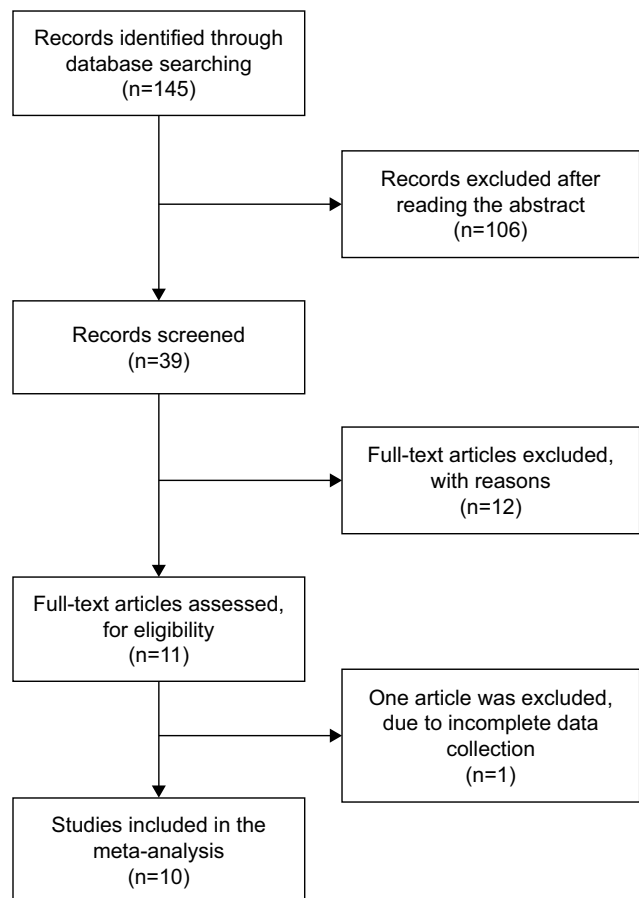 Records identified through
database searching
(n=145)
Records excluded after
reading the abstract
(n=106)
Records screened
(n=39)
Full-text articles excluded,
with reasons
(n=12)
Full-text articles assessed,
for eligibility
(n=11)
One article was excluded,
due to incomplete data
collection
(n=1)
Studies included in the
meta-analysis
(n=10)